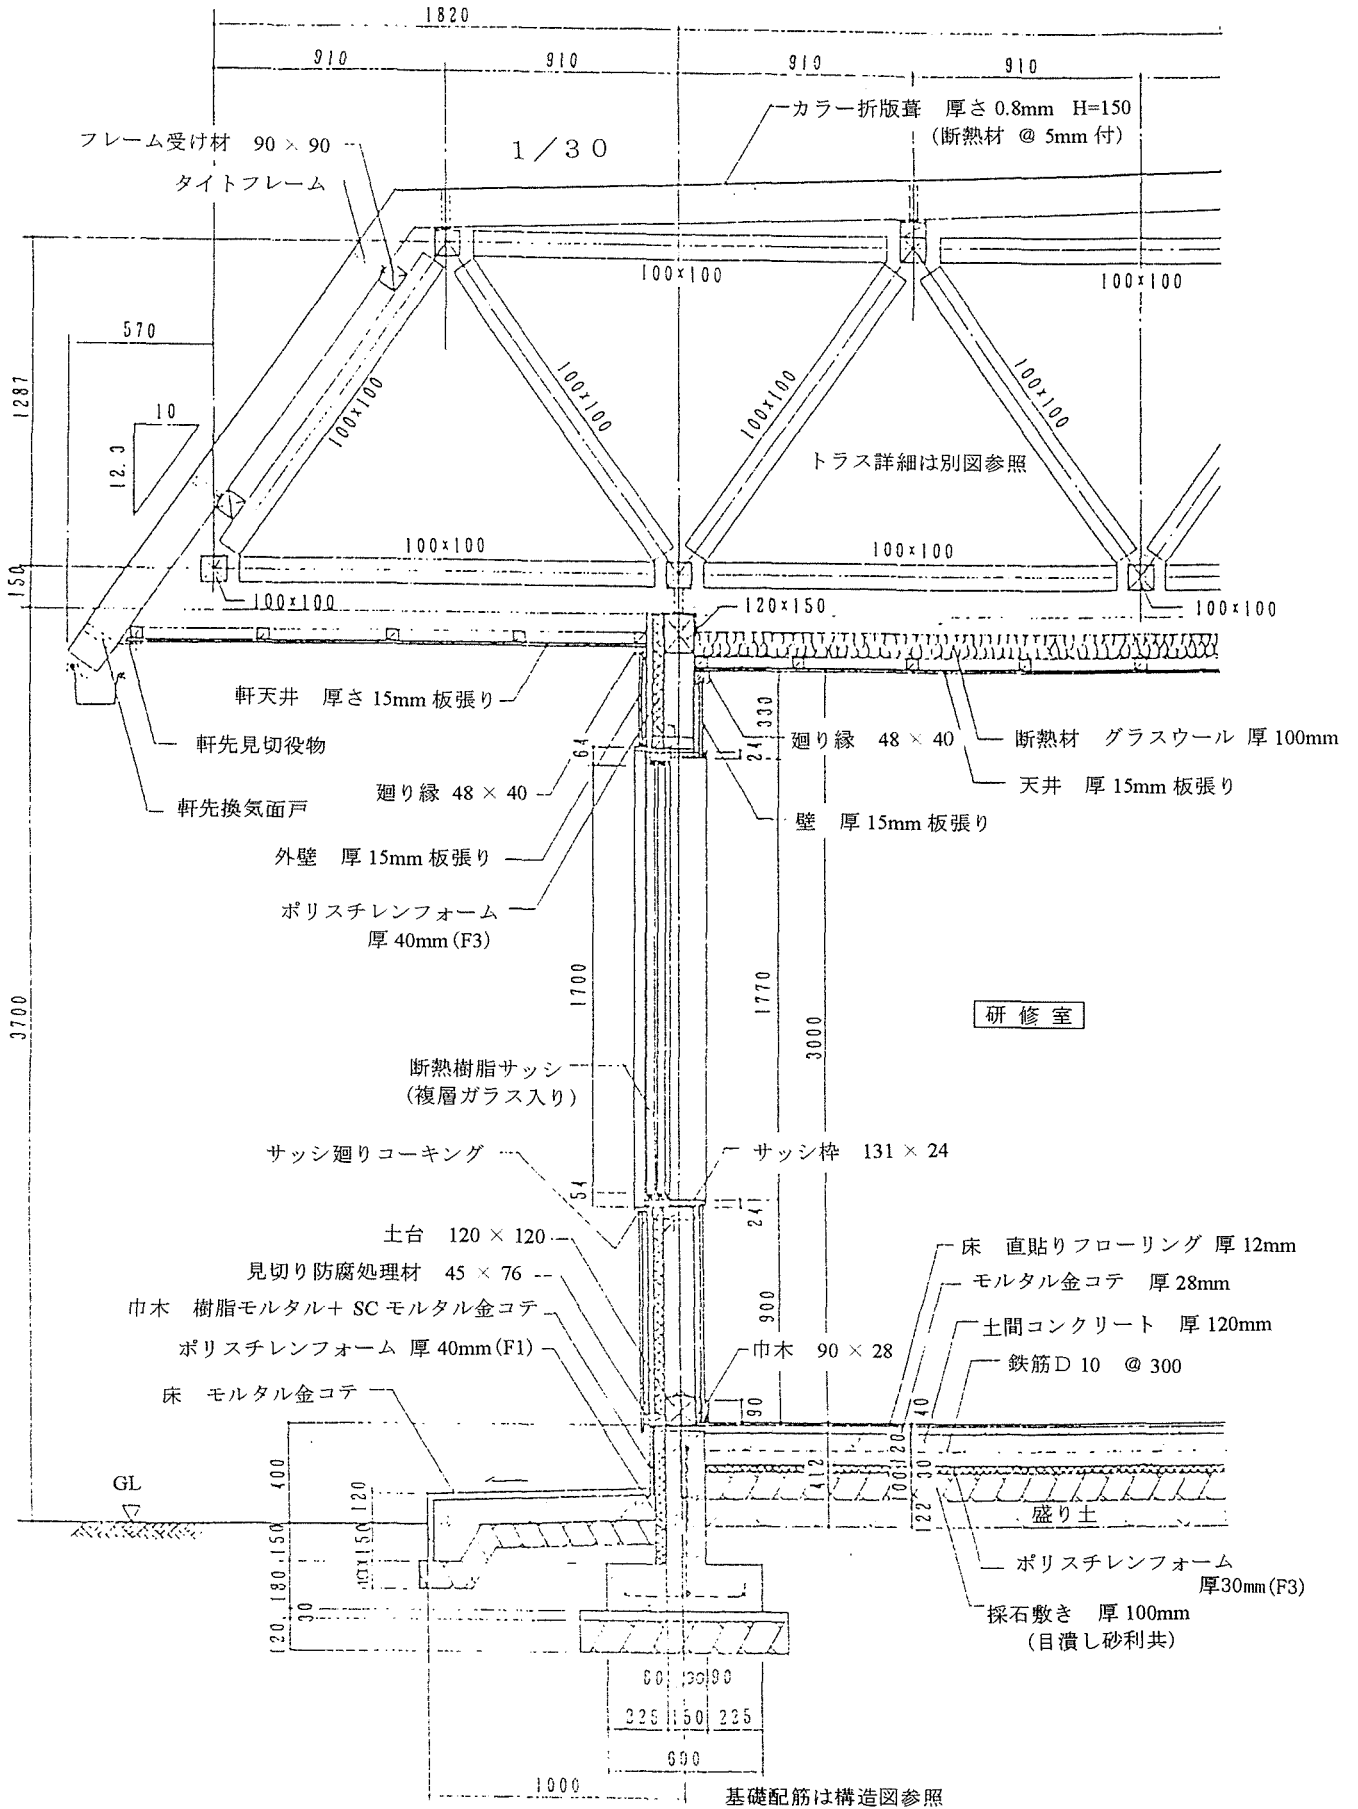 1820
910
910
910
910
カラー折版葺 厚さ 0.8mm H=150
(断熱材 @ 5mm 付)
フレーム受け材 90 × 90
1/30
タイトフレーム
100×100
100×100
570
1287
10
12.3
100×100
100×100
100×100
100×100
トラス詳細は別図参照
100×100
100×100
150
100×100
120×150
100×100
軒天井 厚さ 15mm 板張り
330
軒先見切役物
64
24
廻り縁 48 × 40
断熱材 グラスウール 厚 100mm
天井 厚 15mm 板張り
廻り縁 48 × 40
軒先換気面戸
壁 厚 15mm 板張り
外壁 厚 15mm 板張り
ポリスチレンフォーム
厚 40mm (F3)
3700
1700
1770
3000
研 修 室
断熱樹脂サッシ
(複層ガラス入り)
サッシ廻りコーキング
サッシ枠 131 × 24
54
24
土台 120 × 120
床 直貼りフローリング 厚 12mm
見切り防腐処理材 45 × 76
モルタル金コテ 厚 28mm
巾木 樹脂モルタル+ SC モルタル金コテ
900
土間コンクリート 厚 120mm
ポリスチレンフォーム 厚 40mm (F1)
巾木 90 × 28
鉄筋D 10 @ 300
床 モルタル金コテ
90
40
400
412
120
30
100
122
GL
120
150
盛り土
150
180
30
120
ポリスチレンフォーム
厚30mm (F3)
採石敷き 厚 100mm
(目潰し砂利共)
90
225
150
225
600
1000
基礎配筋は構造図参照